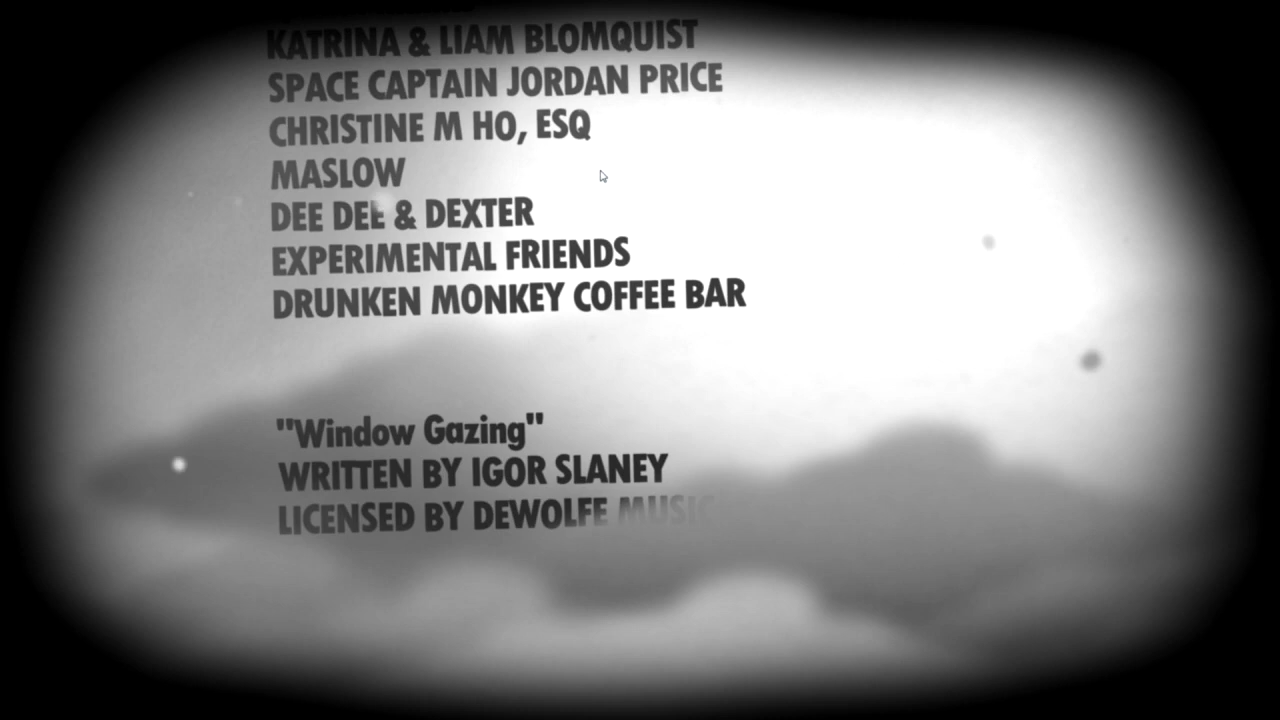 KATRINA & LIAM BLOMQUIST
SPACE CAPTAIN JORDAN PRICE
CHRISTINE M HO, ESQ
MASLOW
DEE DEE & DEXTER
EXPERIMENTAL FRIENDS
DRUNKEN MONKEY COFFEE BAR
"Window Gazing"
WRITTEN BY IGOR SLANEY
LICENSED BY DEWOLFE MUSIC